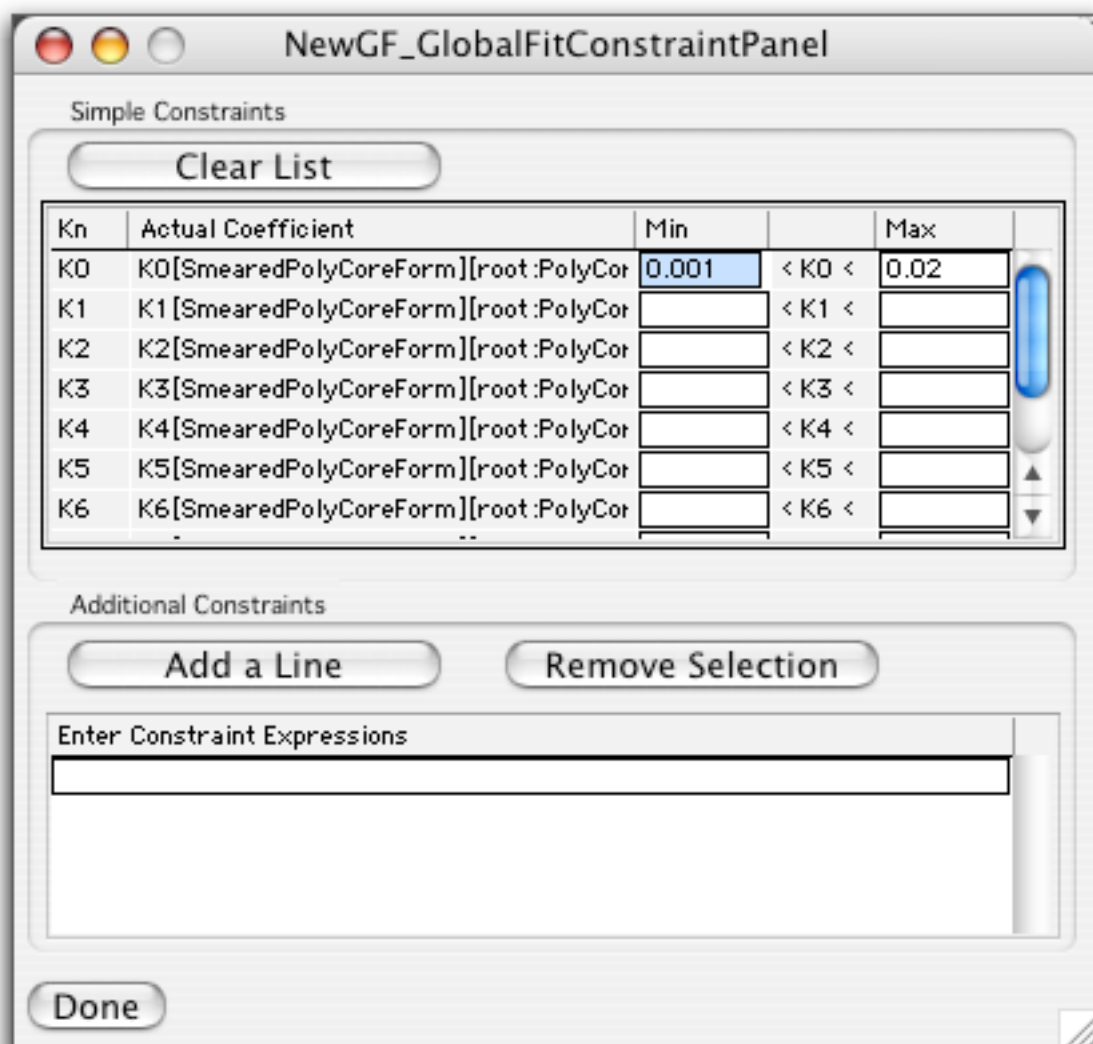 NewGF_GlobalFitConstraintPanel
Simple Constraints
Clear List
Kn Actual Coefficient Min Max
K0 K0[SmearedPolyCoreForm][root:PolyCor 0.001 < K0 < 0.02
K1 K1[SmearedPolyCoreForm][root:PolyCor < K1 <
K2 K2[SmearedPolyCoreForm][root:PolyCor < K2 <
K3 K3[SmearedPolyCoreForm][root:PolyCor < K3 <
K4 K4[SmearedPolyCoreForm][root:PolyCor < K4 <
K5 K5[SmearedPolyCoreForm][root:PolyCor < K5 <
K6 K6[SmearedPolyCoreForm][root:PolyCor < K6 <
Additional Constraints
Add a Line Remove Selection
Enter Constraint Expressions
Done